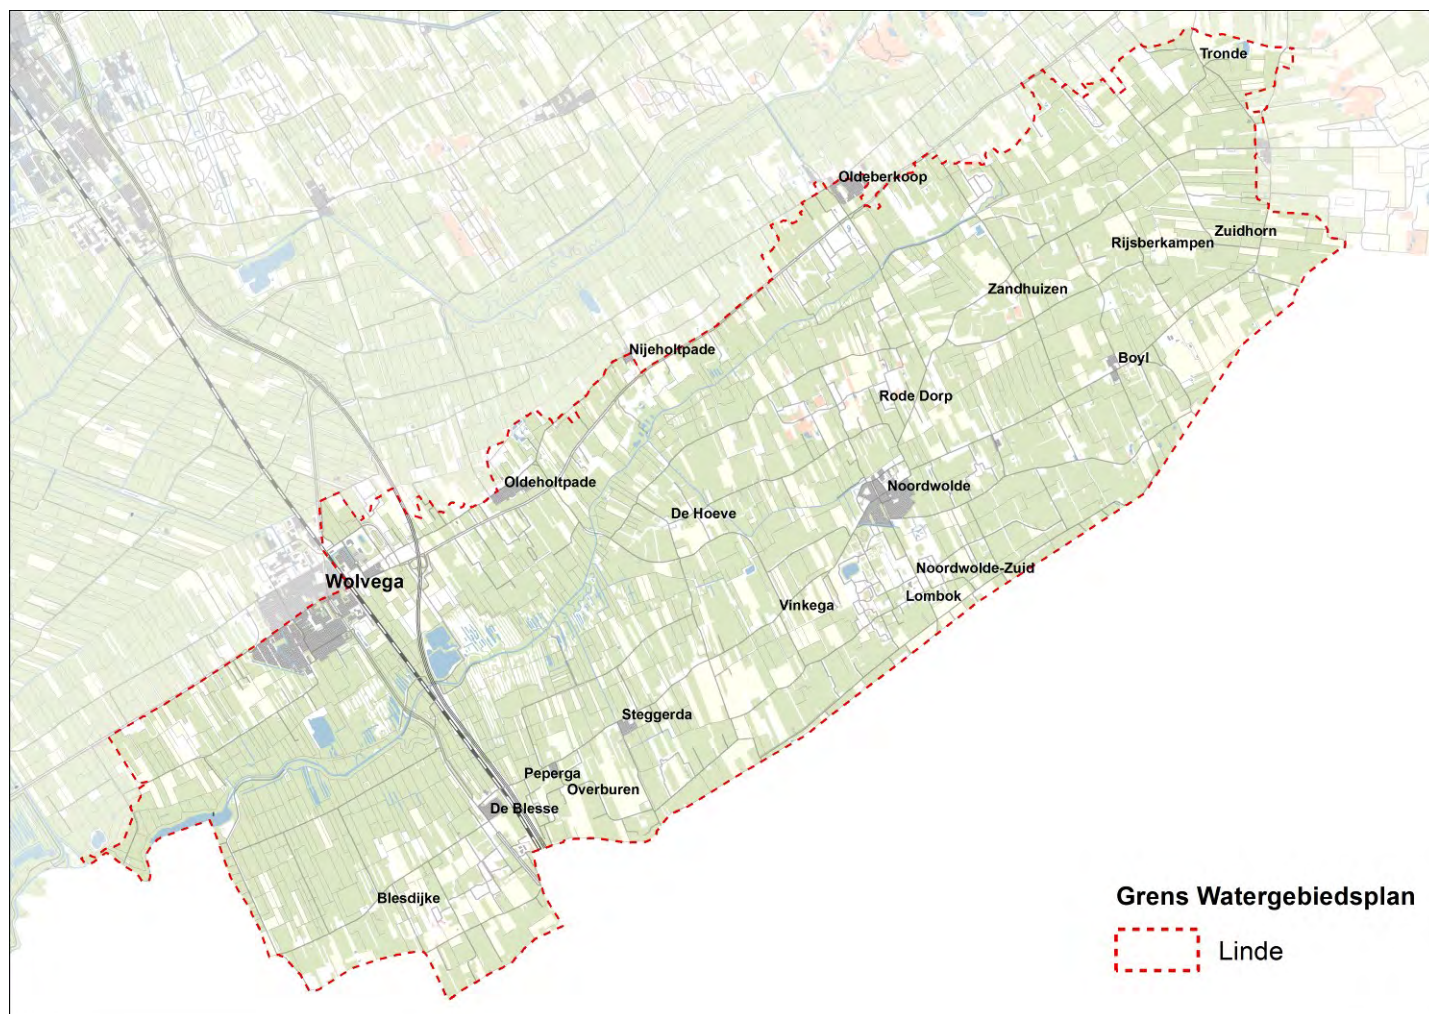 Tronde
Oldeberkoop
Zuidhorn
Rijsberkampen
Zandhuizen
Nijeholtpade
Boyl
Rode Dorp
Oldeholtpade
Noordwolde
De Hoeve
Noordwolde-Zuid
Wolvega
Lombok
Vinkega
Steggerda
Peperga
Overburen
De Blesse
Blesdijke
Grens Watergebiedsplan
Linde